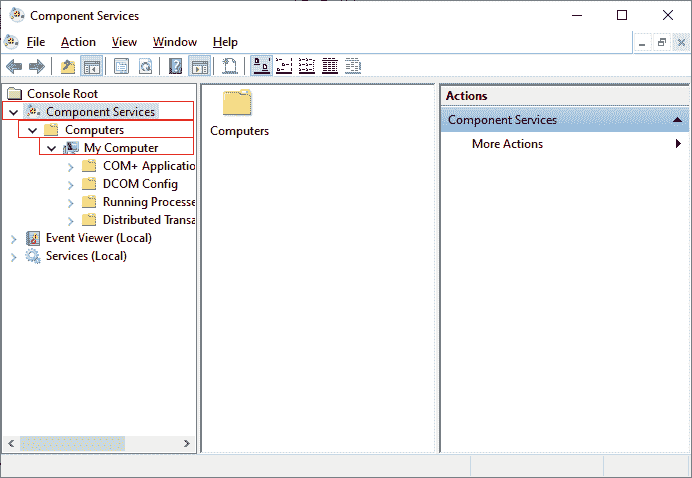 Component Services
File Action View Window Help
Console Root
Component Services
Computers
My Computer
COM+ Applicatio
DCOM Config
Running Processe
Distributed Transa
Event Viewer (Local)
Services (Local)
Computers
Actions
Component Services
More Actions